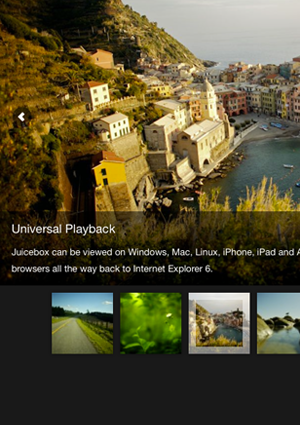 Universal Playback
Juicebox can be viewed on Windows, Mac, Linux, iPhone, iPad and
browsers all the way back to Internet Explorer 6.